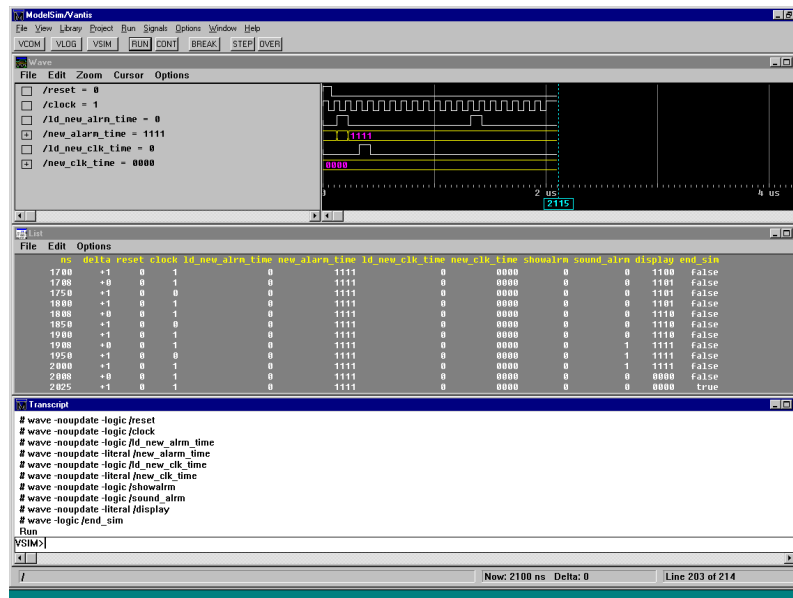 ModelSim/Vantis
File View Library Project Run Signals Options Window Help
VCOM VLOG VSIM RUN CONT BREAK STEP OVER
Wave
File Edit Zoom Cursor Options
/reset = 0
/clock = 1
/ld_new_alrm_time = 0
/new_alarm_time = 1111 1111
/ld_new_clk_time = 0
/new_clk_time = 0000 0000
2 us 4 us
2115
List
File Edit Options
ns delta reset clock ld_new_alrm_time new_alarm_time ld_new_clk_time new_clk_time showalrm sound_alrm display end_sim
1700 +1 0 1 0 1111 0 0000 0 0 1100 false
1708 +0 0 1 0 1111 0 0000 0 0 1101 false
1750 +1 0 0 0 1111 0 0000 0 0 1101 false
1800 +1 0 1 0 1111 0 0000 0 0 1101 false
1808 +0 0 1 0 1111 0 0000 0 0 1110 false
1850 +1 0 0 0 1111 0 0000 0 0 1110 false
1900 +1 0 1 0 1111 0 0000 0 0 1110 false
1908 +0 0 1 0 1111 0 0000 0 1 1111 false
1950 +1 0 0 0 1111 0 0000 0 1 1111 false
2000 +1 0 1 0 1111 0 0000 0 1 1111 false
2008 +0 0 1 0 1111 0 0000 0 0 0000 false
2025 +1 0 1 0 1111 0 0000 0 0 0000 true
Transcript
# wave -noupdate -logic /reset
# wave -noupdate -logic /clock
# wave -noupdate -logic /ld_new_alrm_time
# wave -noupdate -literal /new_alarm_time
# wave -noupdate -logic /ld_new_clk_time
# wave -noupdate -literal /new_clk_time
# wave -noupdate -logic /showalrm
# wave -noupdate -logic /sound_alrm
# wave -noupdate -literal /display
# wave -logic /end_sim
Run
VSIM>
/ Now: 2100 ns Delta: 0 Line 203 of 214